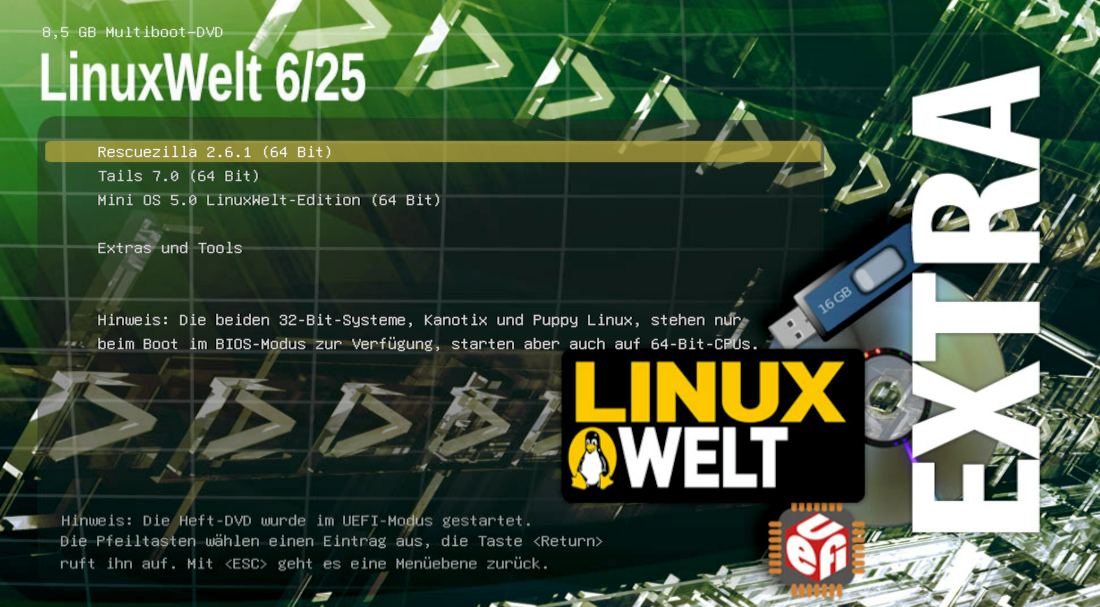 8,5 GB Multiboot-DVD
LinuxWelt 6/25
Rescuezilla 2.6.1 (64 Bit)
Tails 7.0 (64 Bit)
Mini OS 5.0 LinuxWelt-Edition (64 Bit)
Extras und Tools
Hinweis: Die beiden 32-Bit-Systeme, Kanotix und Puppy Linux, stehen nur
beim Boot im BIOS-Modus zur Verfügung, starten aber auch auf 64-Bit-CPUs.
EXTRA
16 GB
LINUX
WELT
Hinweis: Die Heft-DVD wurde im UEFI-Modus gestartet.
Die Pfeiltasten wählen einen Eintrag aus, die Taste <Return>
ruft ihn auf. Mit <ESC> geht es eine Menüebene zurück.
UEFI